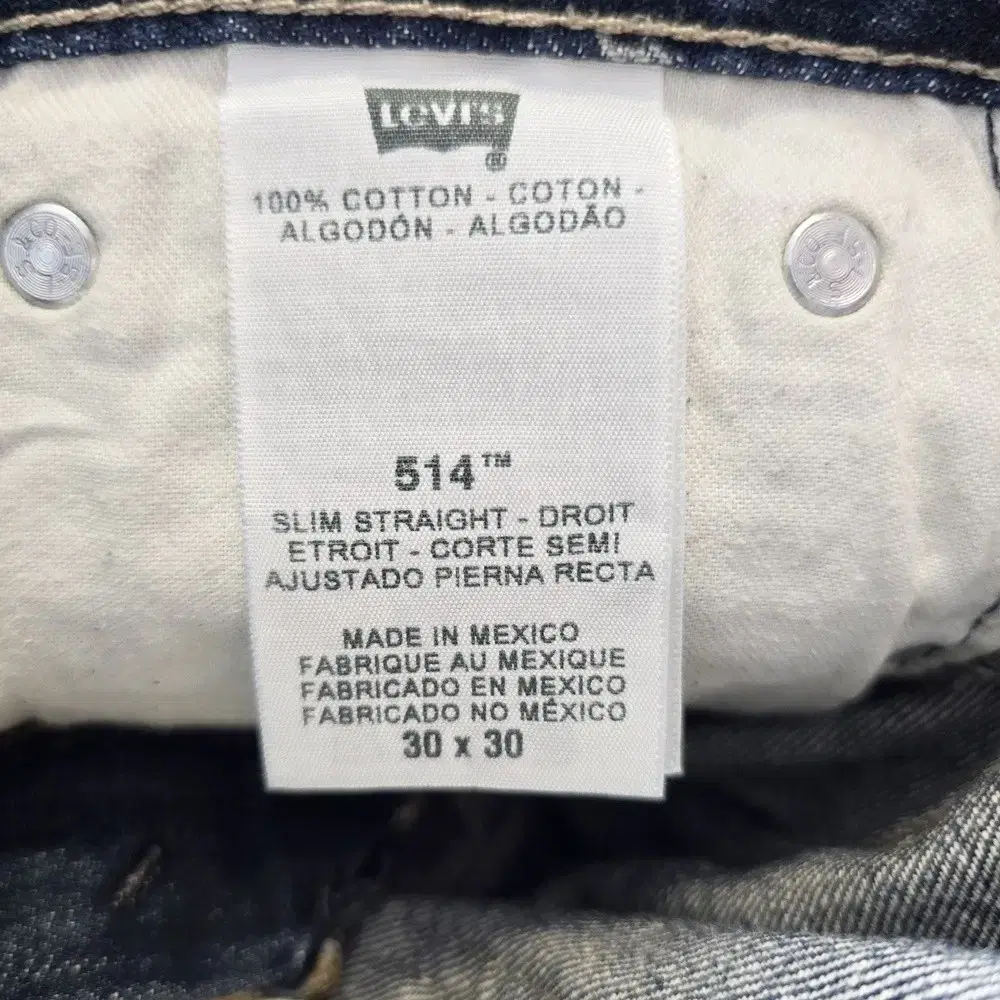 LEVI'S
®
100% COTTON - COTON -
ALGODÓN - ALGODÃO
514™
SLIM STRAIGHT - DROIT
ETROIT - CORTE SEMI
AJUSTADO PIERNA RECTA
MADE IN MEXICO
FABRIQUE AU MEXIQUE
FABRICADO EN MEXICO
FABRICADO NO MÉXICO
30 x 30